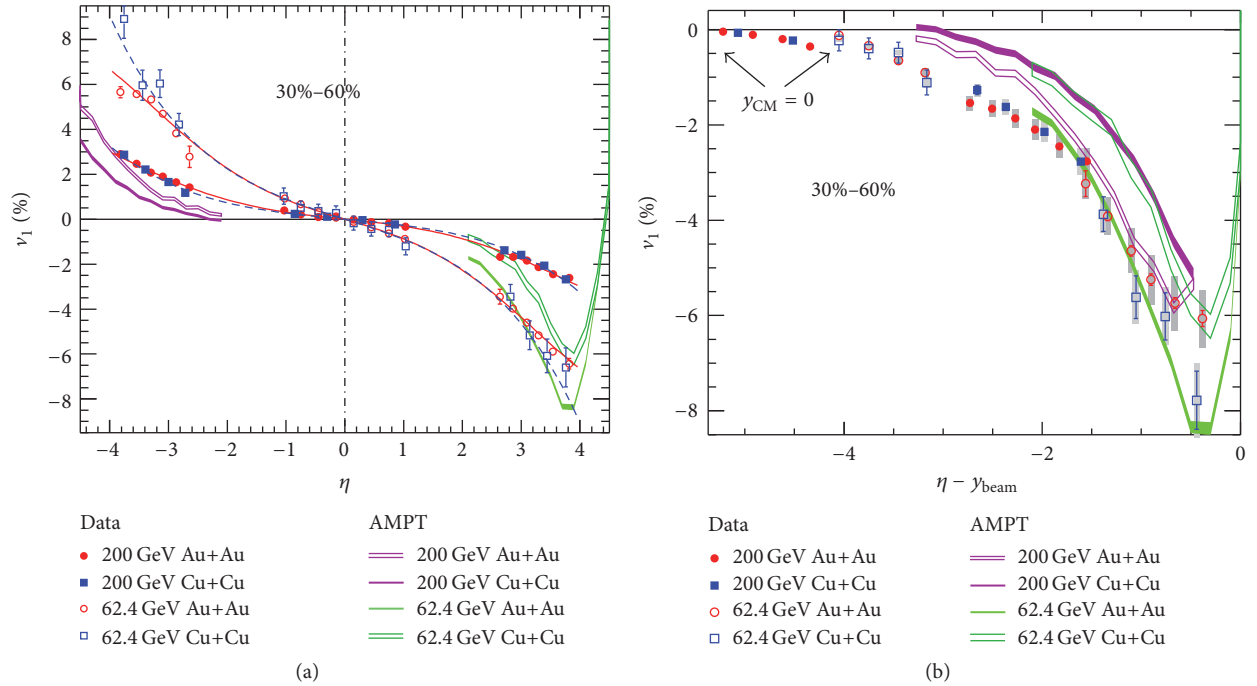 8
6
4
2
0
−2
−4
−6
−8
v₁ (%)
30%–60%
−4 −3 −2 −1 0 1 2 3 4
η
Data AMPT
200 GeV Au+Au 200 GeV Au+Au
200 GeV Cu+Cu 200 GeV Cu+Cu
62.4 GeV Au+Au 62.4 GeV Au+Au
62.4 GeV Cu+Cu 62.4 GeV Cu+Cu
(a)
0
−2
−4
−6
−8
v₁ (%)
y_CM = 0
30%–60%
−4 −2 0
η − y_beam
Data AMPT
200 GeV Au+Au 200 GeV Au+Au
200 GeV Cu+Cu 200 GeV Cu+Cu
62.4 GeV Au+Au 62.4 GeV Au+Au
62.4 GeV Cu+Cu 62.4 GeV Cu+Cu
(b)